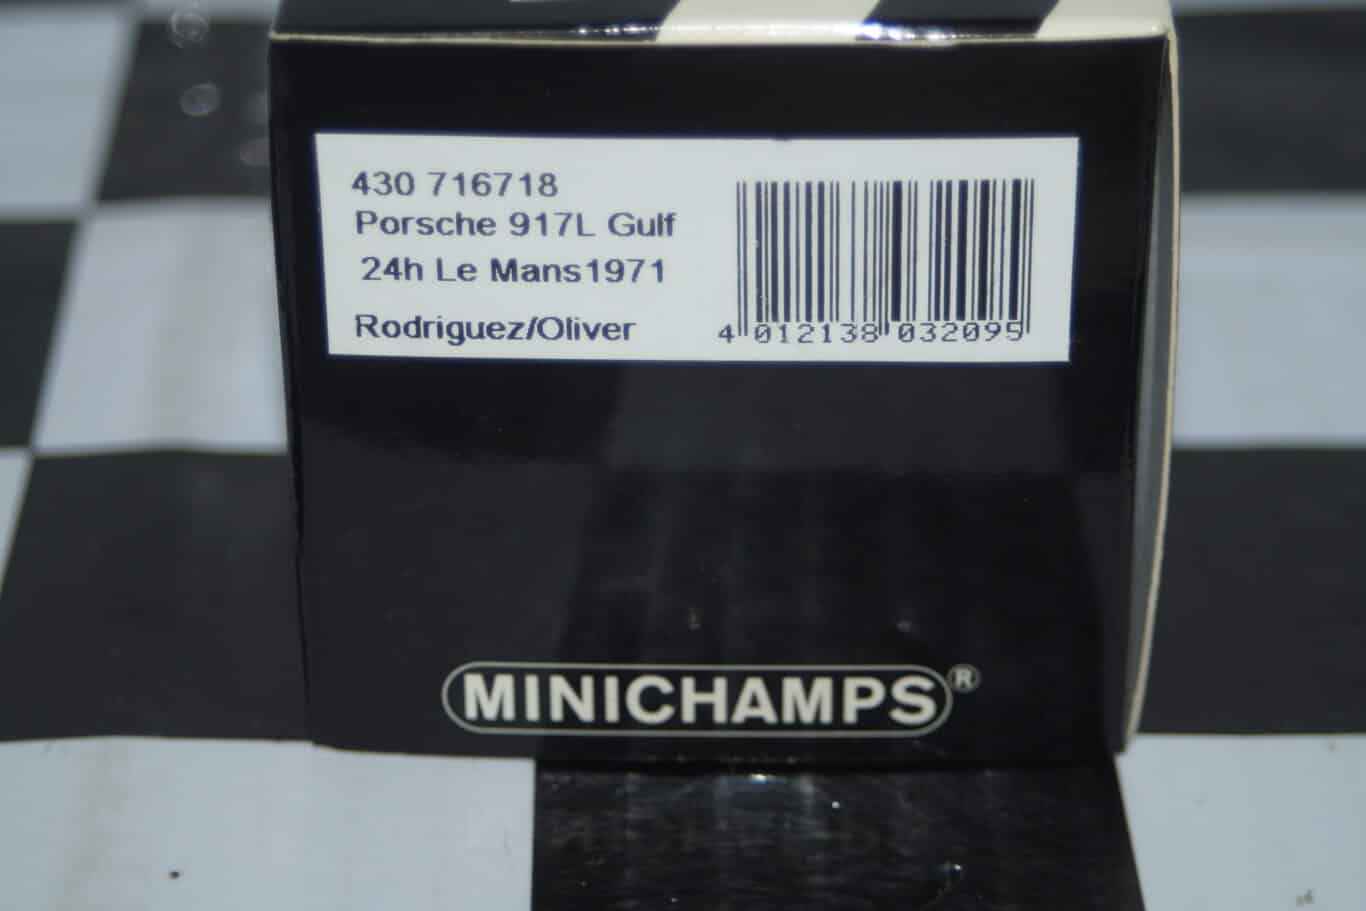 430 716718
Porsche 917L Gulf
24h Le Mans1971
Rodriguez/Oliver
4 012138 032095
MINICHAMPS®